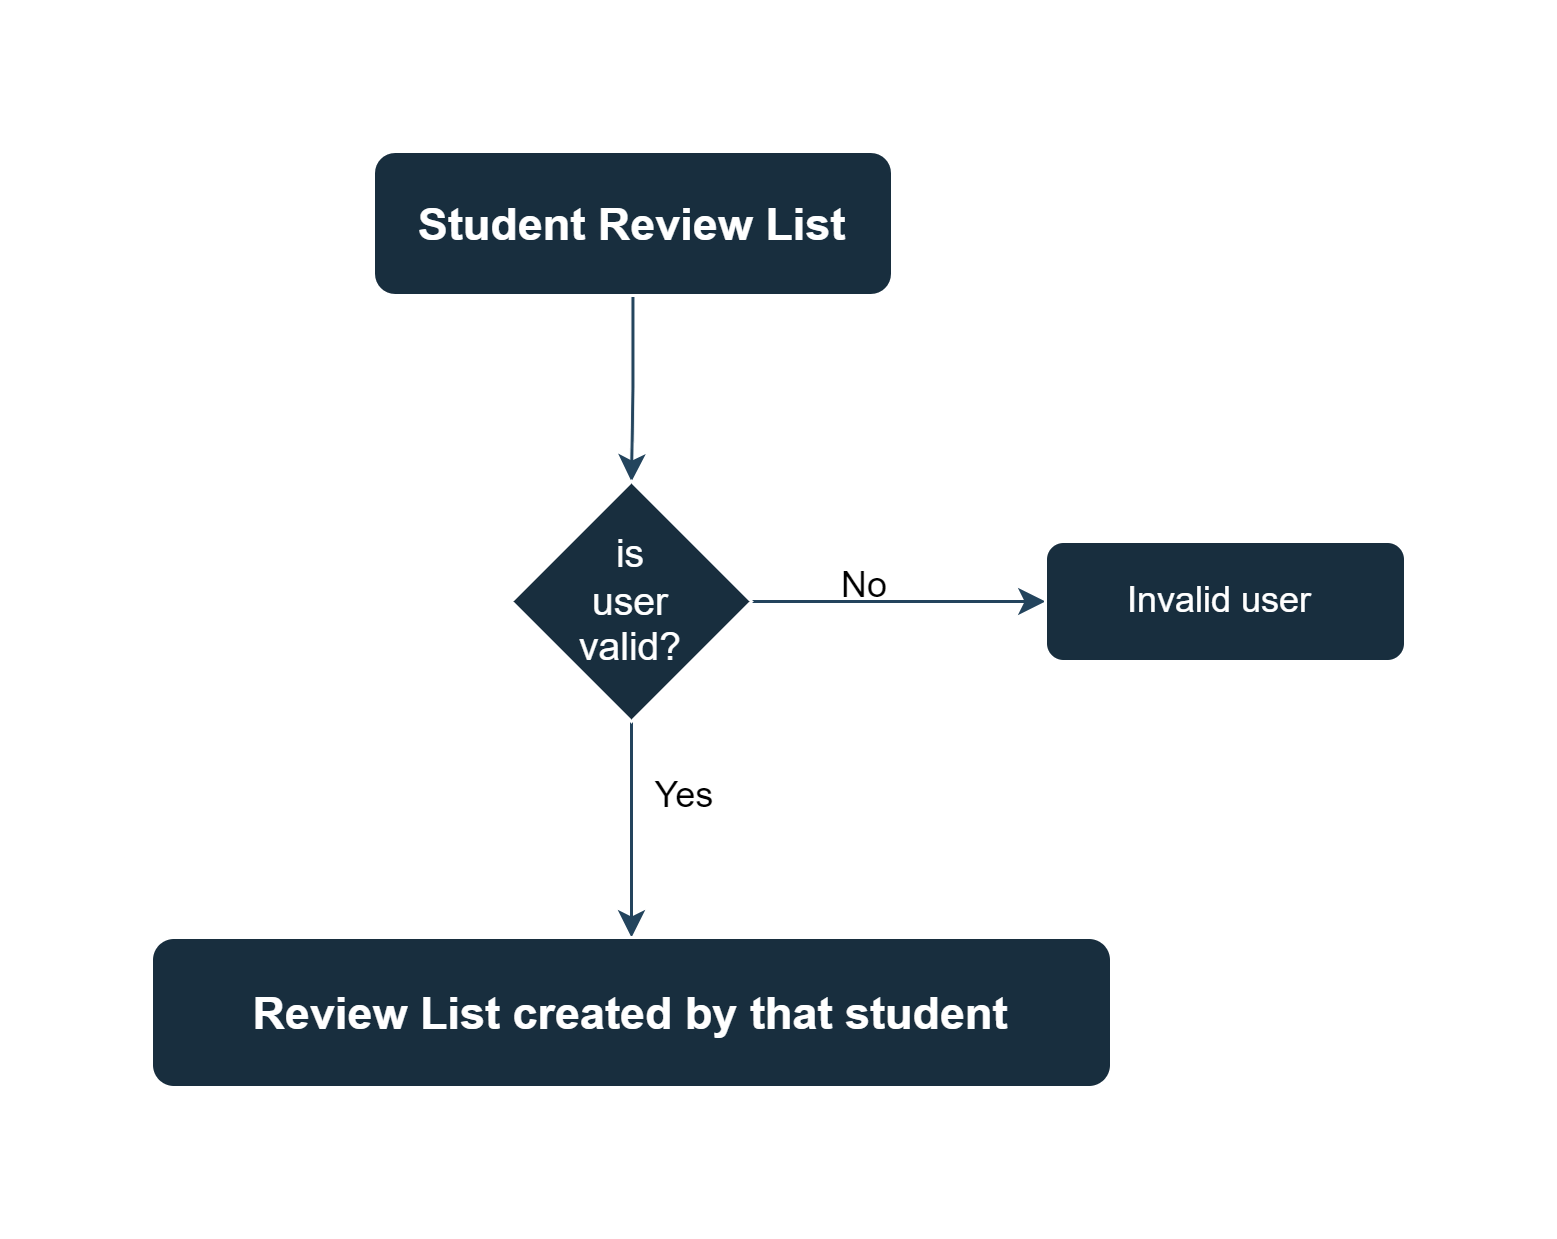 Student Review List
is
user
valid?
No
Invalid user
Yes
Review List created by that student